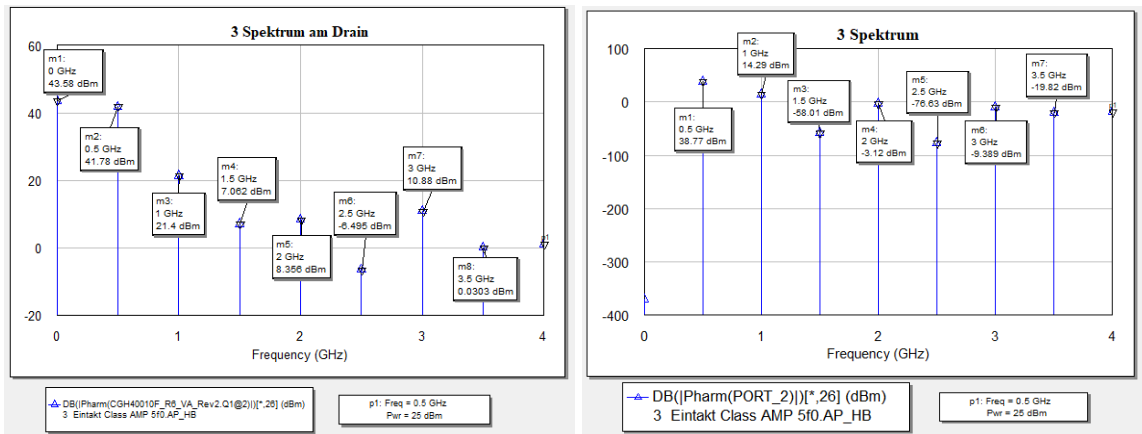 3 Spektrum am Drain
60
40
20
0
-20
0
1
2
3
4
Frequency (GHz)
m1:
0 GHz
43.58 dBm
m2:
0.5 GHz
41.78 dBm
m3:
1 GHz
21.4 dBm
m4:
1.5 GHz
7.062 dBm
m5:
2 GHz
8.356 dBm
m6:
2.5 GHz
-6.495 dBm
m7:
3 GHz
10.88 dBm
m8:
3.5 GHz
0.0303 dBm
p1
DB(|Pharm(CGH40010F_R6_VA_Rev2.Q1@2)|)[*,26] (dBm)
3 Eintakt Class AMP 5f0.AP_HB
p1: Freq = 0.5 GHz
Pwr = 25 dBm
3 Spektrum
100
0
-100
-200
-300
-400
0
1
2
3
4
Frequency (GHz)
m1:
0.5 GHz
38.77 dBm
m2:
1 GHz
14.29 dBm
m3:
1.5 GHz
-58.01 dBm
m4:
2 GHz
-3.12 dBm
m5:
2.5 GHz
-76.63 dBm
m6:
3 GHz
-9.389 dBm
m7:
3.5 GHz
-19.82 dBm
p1
DB(|Pharm(PORT_2)|)[*,26] (dBm)
3 Eintakt Class AMP 5f0.AP_HB
p1: Freq = 0.5 GHz
Pwr = 25 dBm